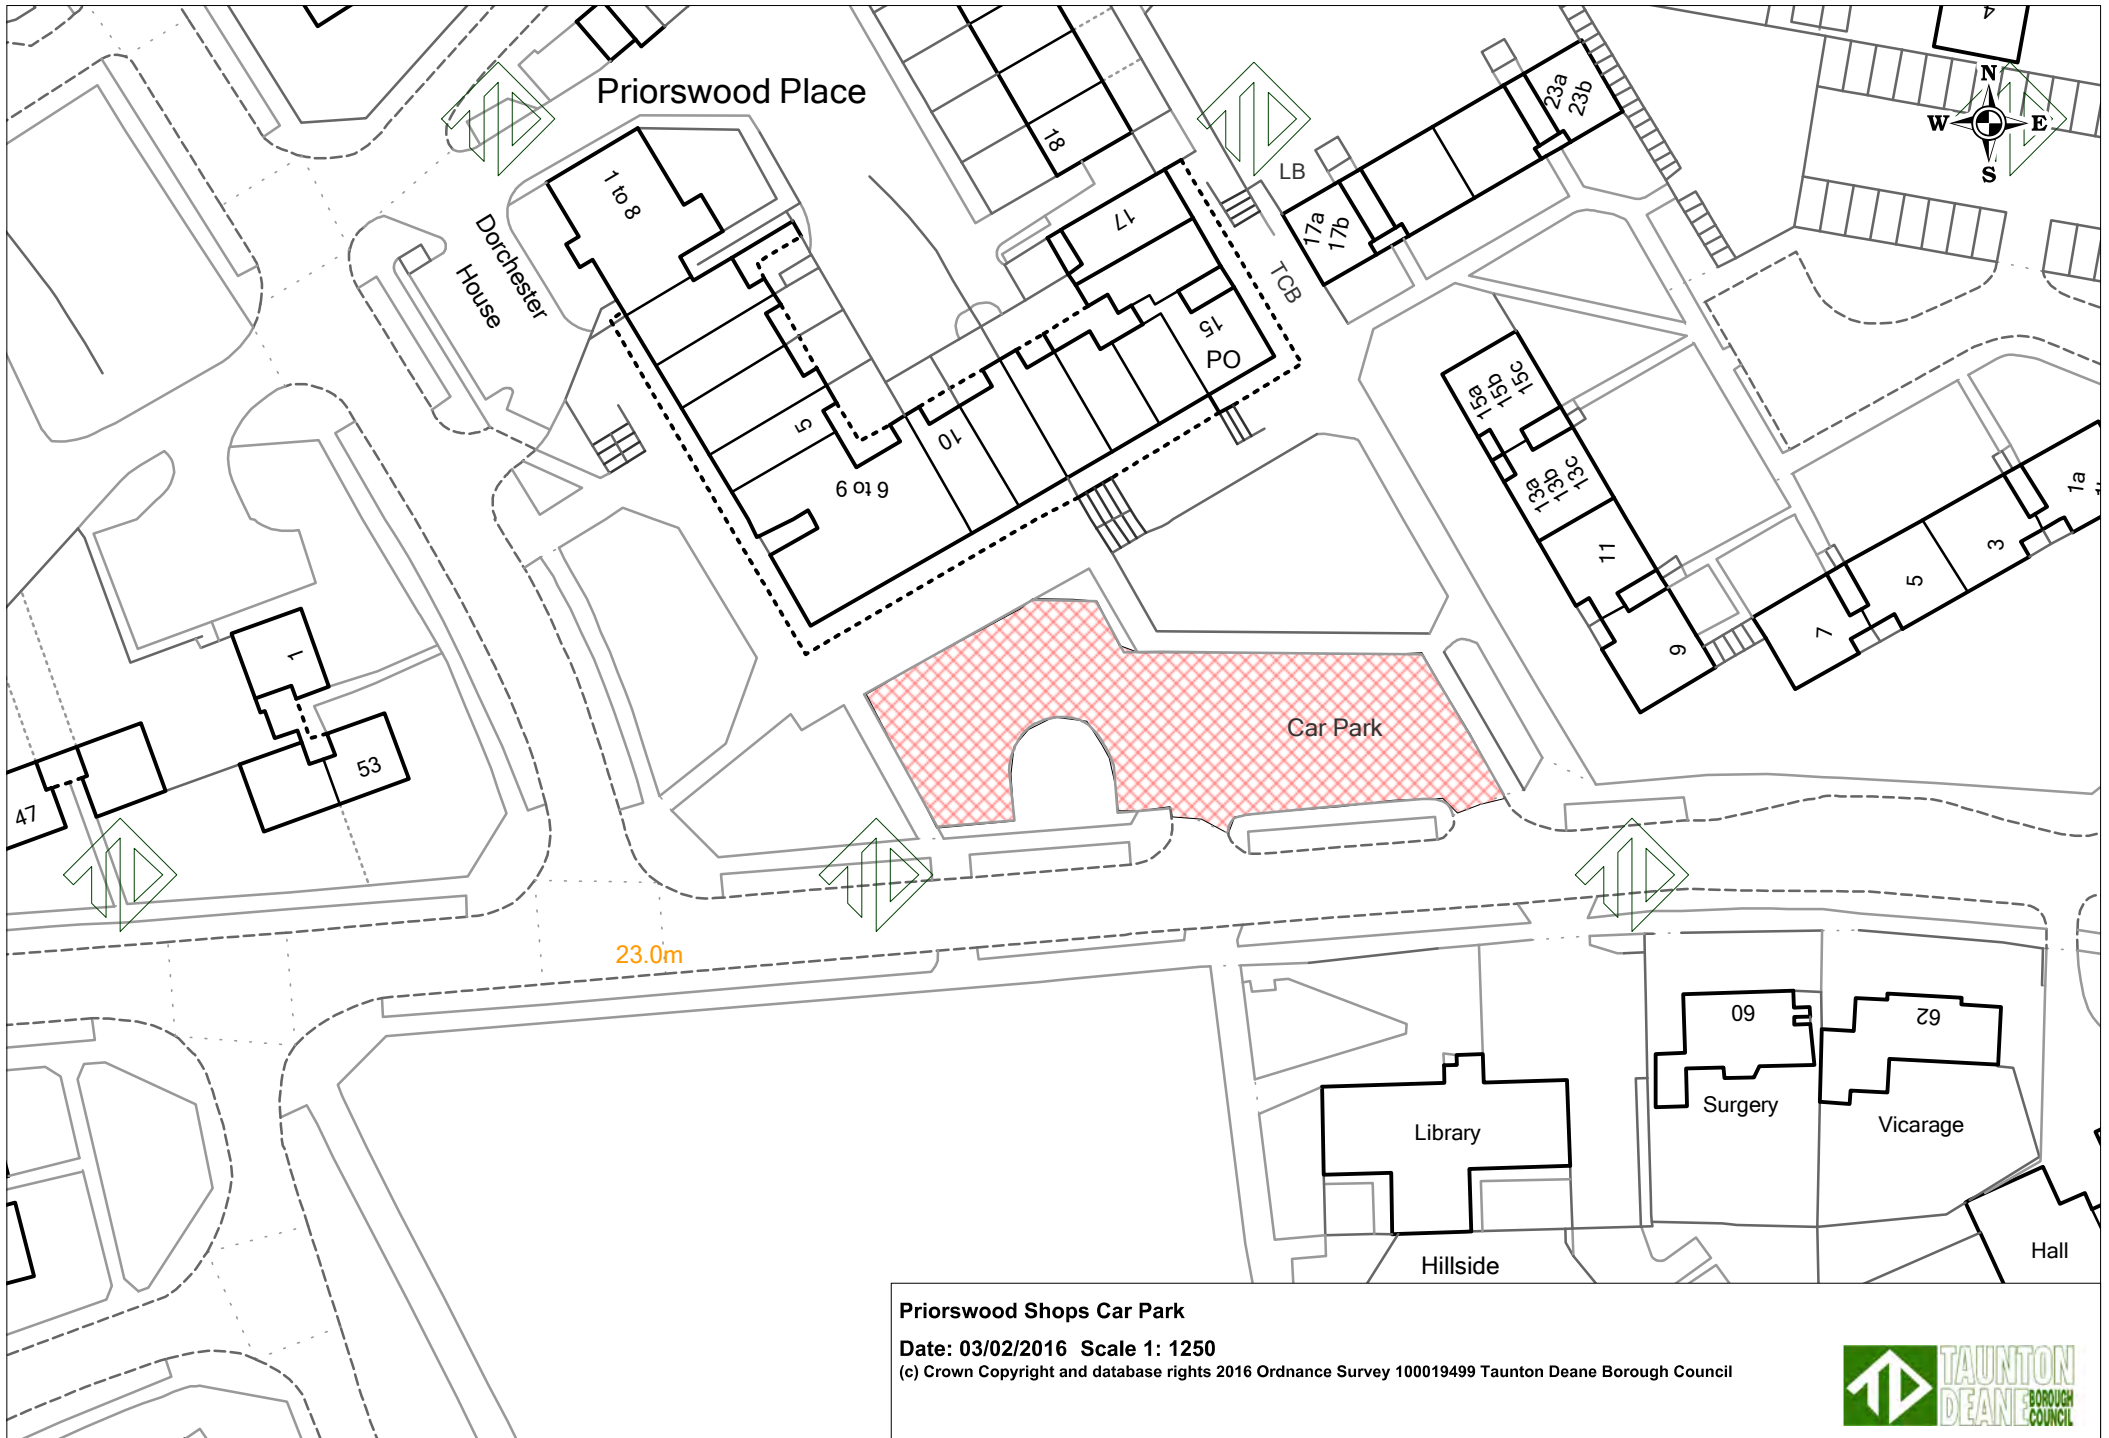 4
N
W E
S
Priorswood Place
18
23a
23b
LB
1 to 8
17
17a
17b
Dorchester
House
TCB
15
PO
15a
15b
15c
5
10
6 to 9
13a
13b
13c
1a
11
3
5
7
9
1
53
47
Car Park
23.0m
60
62
Surgery
Library
Vicarage
Hillside
Hall
Priorswood Shops Car Park
Date: 03/02/2016 Scale 1: 1250
(c) Crown Copyright and database rights 2016 Ordnance Survey 100019499 Taunton Deane Borough Council
TD
TAUNTON
DEANE BOROUGH
COUNCIL